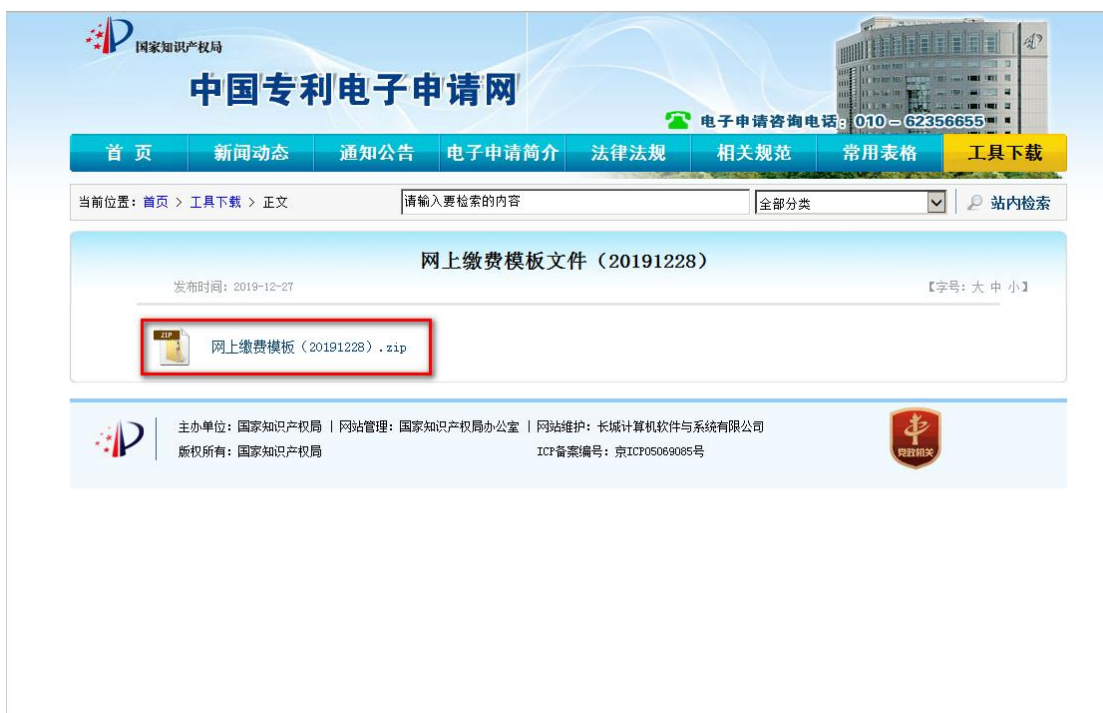 国家知识产权局
中国专利电子申请网
电子申请咨询电话：010－62356655
首 页 新闻动态 通知公告 电子申请简介 法律法规 相关规范 常用表格 工具下载
当前位置：首页 > 工具下载 > 正文 请输入要检索的内容 全部分类 站内检索
网上缴费模板文件（20191228）
发布时间：2019-12-27 【字号：大 中 小】
ZIP 网上缴费模板（20191228）.zip
主办单位：国家知识产权局 | 网站管理：国家知识产权局办公室 | 网站维护：长城计算机软件与系统有限公司
版权所有：国家知识产权局 ICP备案编号：京ICP05069085号
党政机关